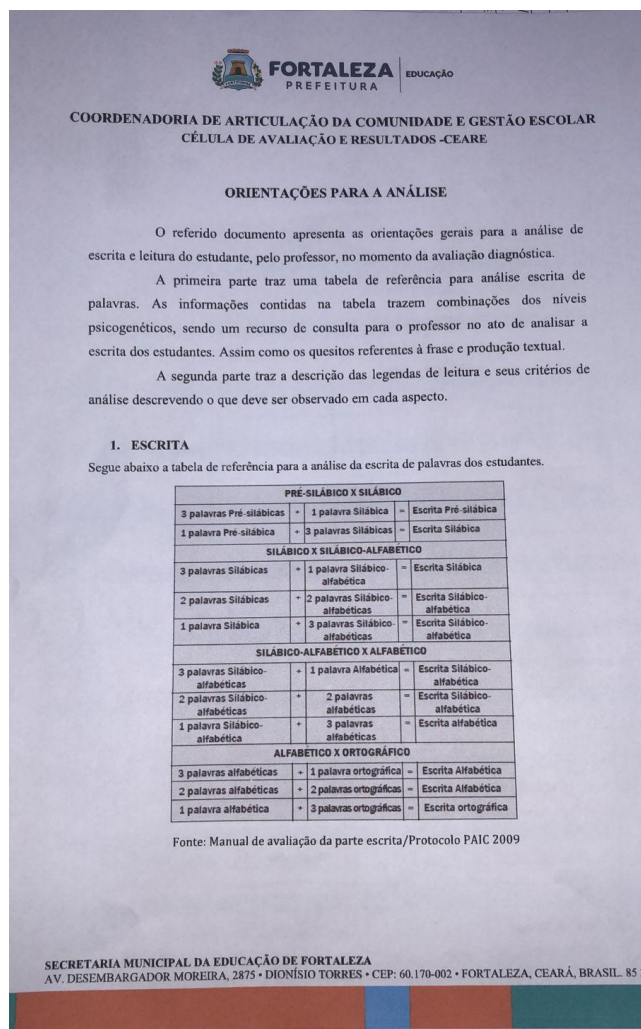 FORTALEZA
PREFEITURA
EDUCAÇÃO
COORDENADORIA DE ARTICULAÇÃO DA COMUNIDADE E GESTÃO ESCOLAR
CÉLULA DE AVALIAÇÃO E RESULTADOS -CEARE
ORIENTAÇÕES PARA A ANÁLISE
O referido documento apresenta as orientações gerais para a análise de
escrita e leitura do estudante, pelo professor, no momento da avaliação diagnóstica.
A primeira parte traz uma tabela de referência para análise escrita de
palavras. As informações contidas na tabela trazem combinações dos níveis
psicogenéticos, sendo um recurso de consulta para o professor no ato de analisar a
escrita dos estudantes. Assim como os quesitos referentes à frase e produção textual.
A segunda parte traz a descrição das legendas de leitura e seus critérios de
análise descrevendo o que deve ser observado em cada aspecto.
1. ESCRITA
Segue abaixo a tabela de referência para a análise da escrita de palavras dos estudantes.
PRÉ-SILÁBICO X SILÁBICO
3 palavras Pré-silábicas + 1 palavra Silábica = Escrita Pré-silábica
1 palavra Pré-silábica + 3 palavras Silábicas = Escrita Silábica
SILÁBICO X SILÁBICO-ALFABÉTICO
3 palavras Silábicas + 1 palavra Silábico- = Escrita Silábica
alfabética
2 palavras Silábicas + 2 palavras Silábico- = Escrita Silábico-
alfabéticas alfabética
1 palavra Silábica + 3 palavras Silábico- = Escrita Silábico-
alfabéticas alfabética
SILÁBICO-ALFABÉTICO X ALFABÉTICO
3 palavras Silábico- + 1 palavra Alfabética = Escrita Silábico-
alfabéticas alfabética
2 palavras Silábico- + 2 palavras = Escrita Silábico-
alfabéticas alfabéticas alfabética
1 palavra Silábico- + 3 palavras = Escrita alfabética
alfabética alfabéticas
ALFABÉTICO X ORTOGRÁFICO
3 palavras alfabéticas + 1 palavra ortográfica = Escrita Alfabética
2 palavras alfabéticas + 2 palavras ortográficas = Escrita Alfabética
1 palavra alfabética + 3 palavras ortográficas = Escrita ortográfica
Fonte: Manual de avaliação da parte escrita/Protocolo PAIC 2009
SECRETARIA MUNICIPAL DA EDUCAÇÃO DE FORTALEZA
AV. DESEMBARGADOR MOREIRA, 2875 • DIONÍSIO TORRES • CEP: 60.170-002 • FORTALEZA, CEARÁ, BRASIL. 85